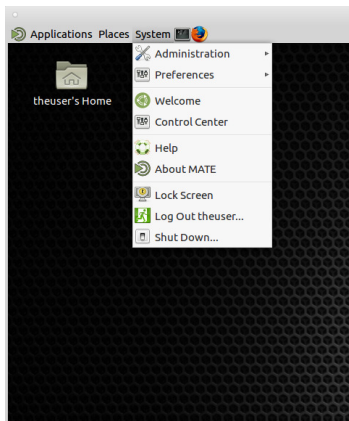 Applications Places System
theuser's Home
Administration
Preferences
Welcome
Control Center
Help
About MATE
Lock Screen
Log Out theuser...
Shut Down...